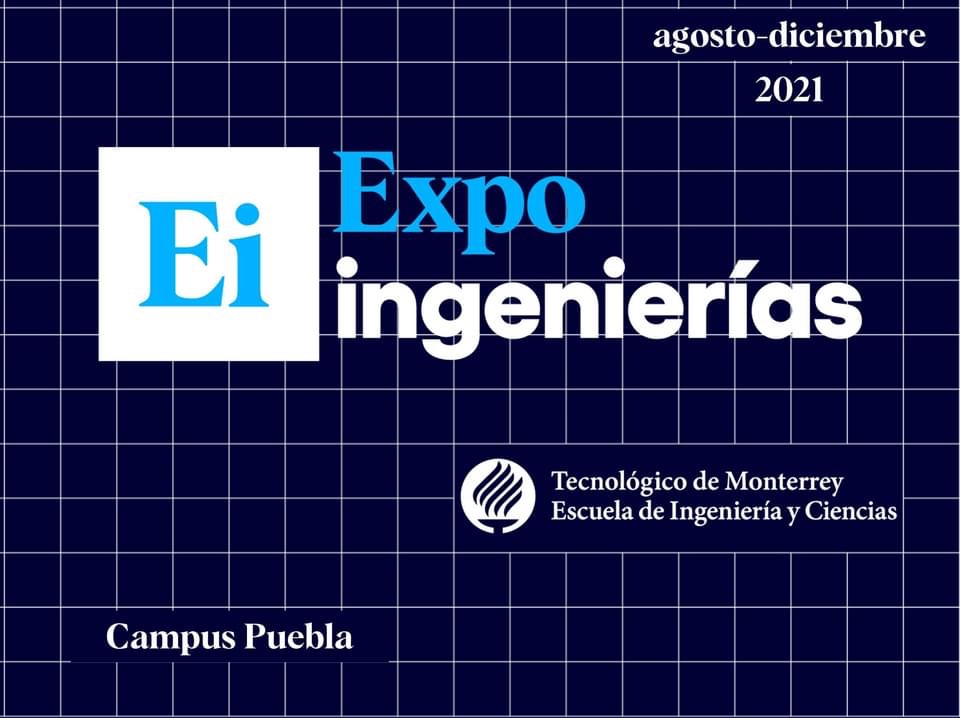 agosto-diciembre
2021
Ei
Expo
ingenierías
Tecnológico de Monterrey
Escuela de Ingeniería y Ciencias
Campus Puebla